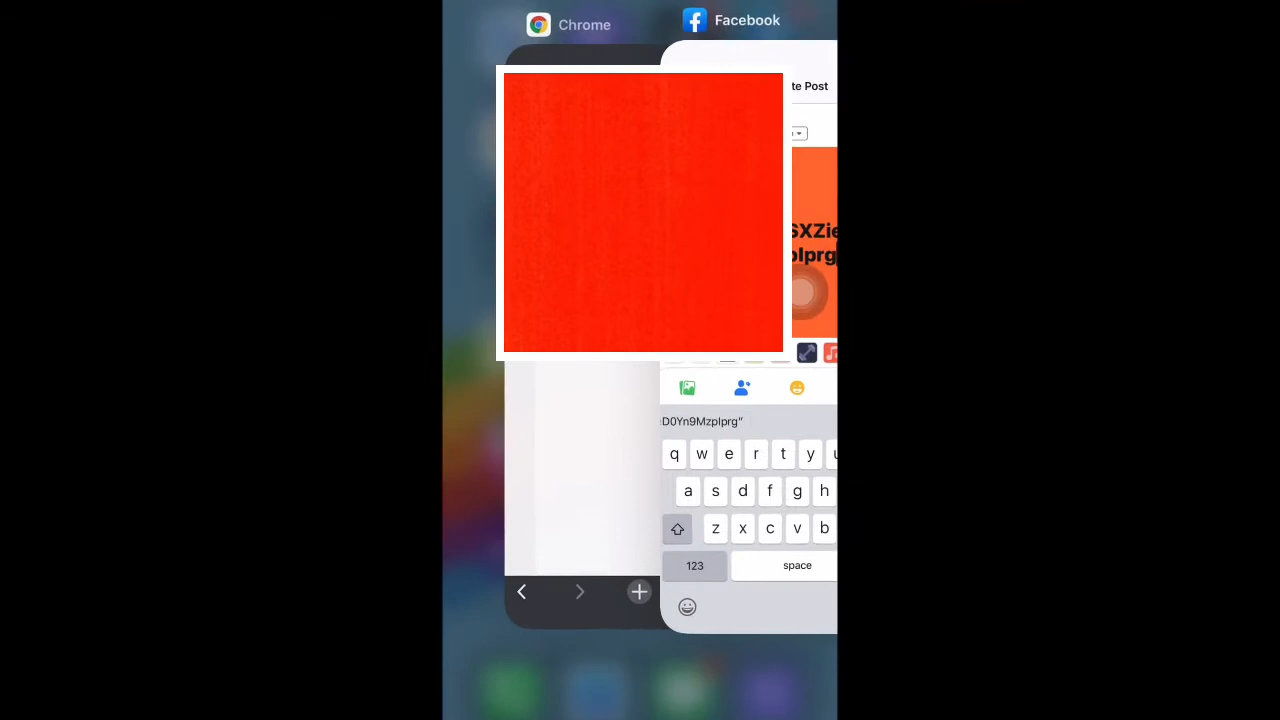 Chrome
Facebook
te Post
SXZie
plprg
D0Yn9Mzplprg"
q w e r t y
a s d f g h
z x c v b
123
space